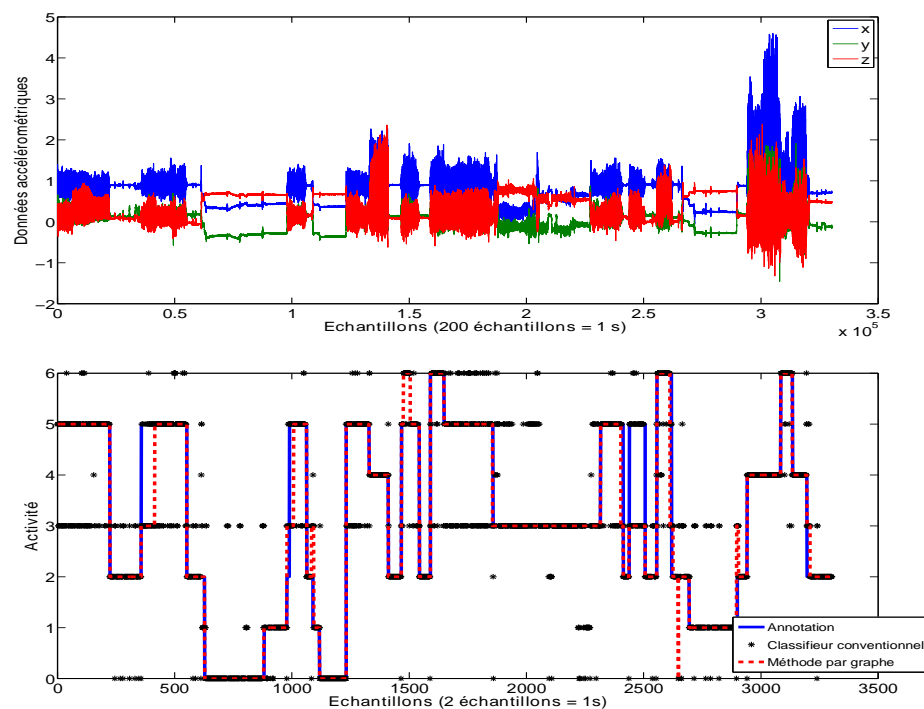 5
4
3
2
1
0
−1
−2
Données accélérométriques
x
y
z
0 0.5 1 1.5 2 2.5 3 3.5
x 10^5
Echantillons (200 échantillons = 1 s)
6
5
4
3
2
1
0
Activité
Annotation
Classifieur conventionnel
Méthode par graphe
0 500 1000 1500 2000 2500 3000 3500
Echantillons (2 échantillons = 1s)